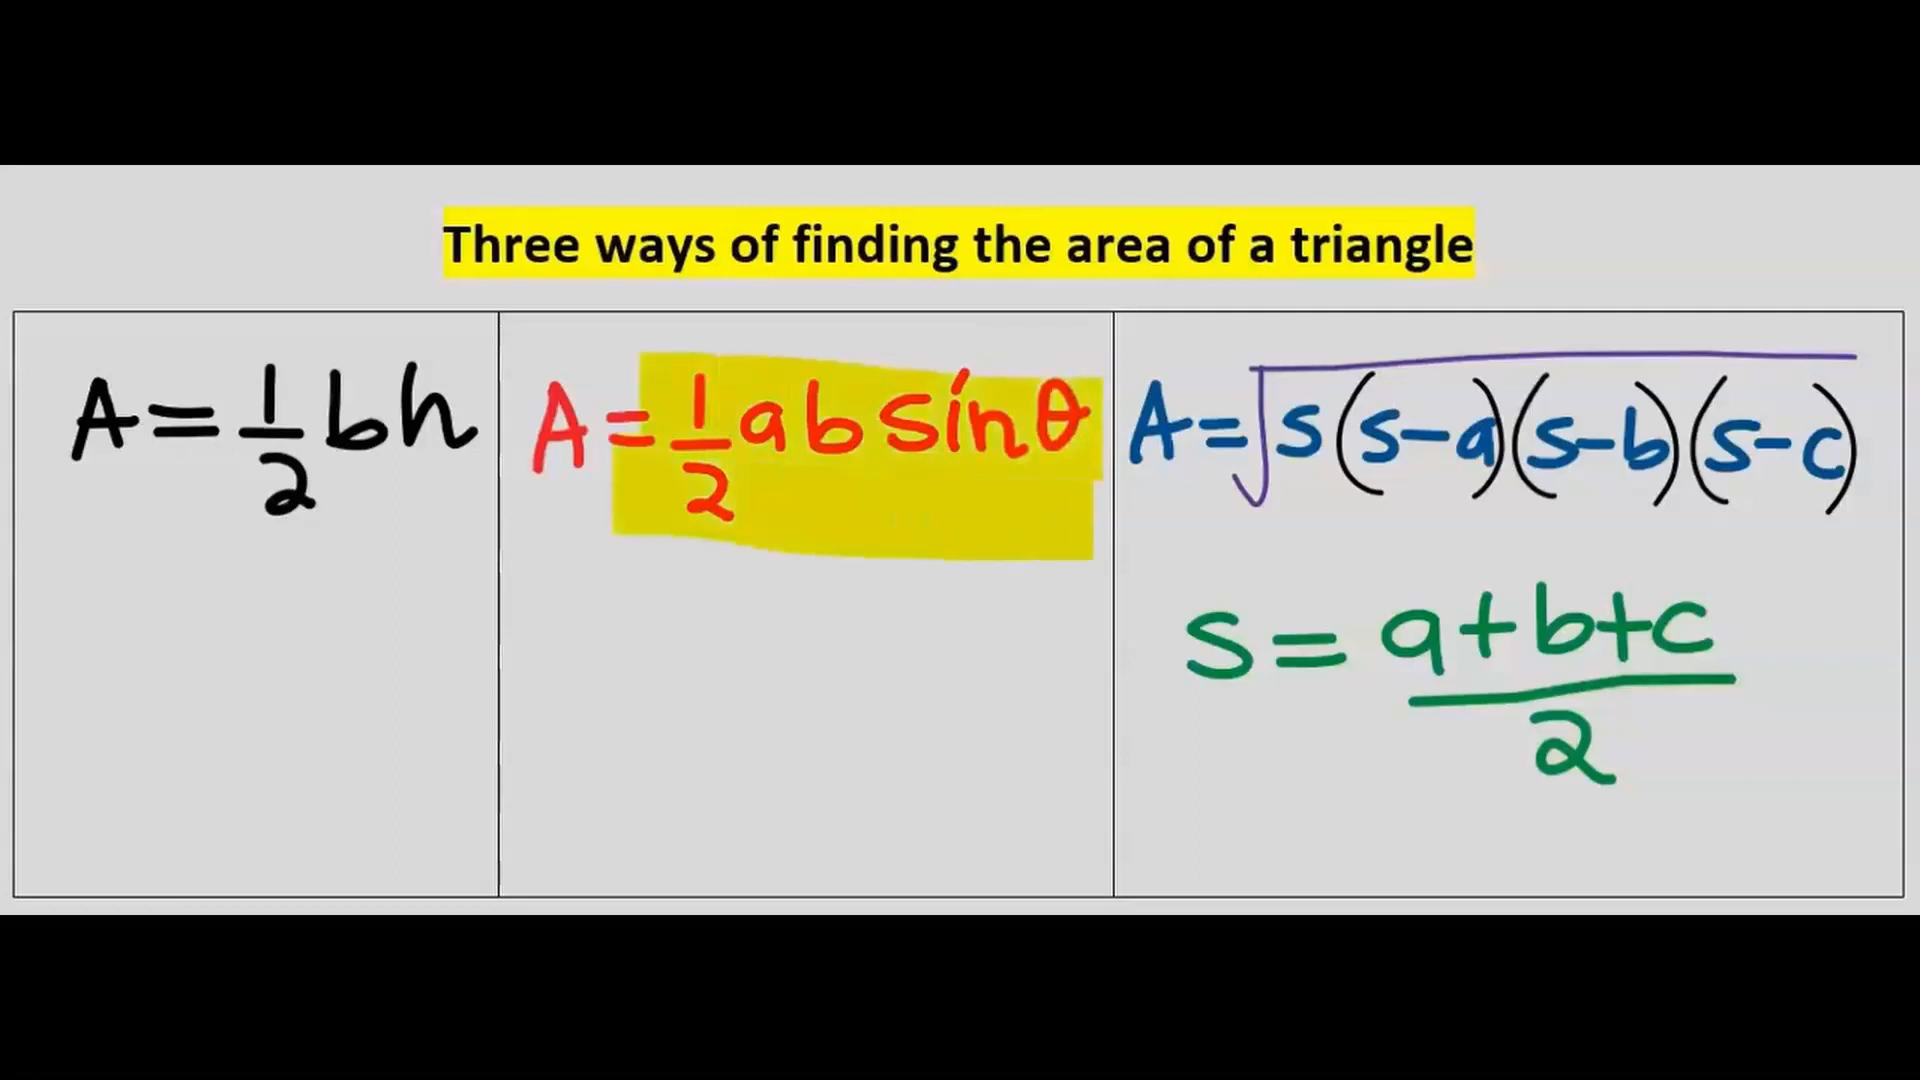 Three ways of finding the area of a triangle
A = 1/2 bh
A = 1/2 ab sinθ
A = √s(s-a)(s-b)(s-c)
s = a+b+c
2